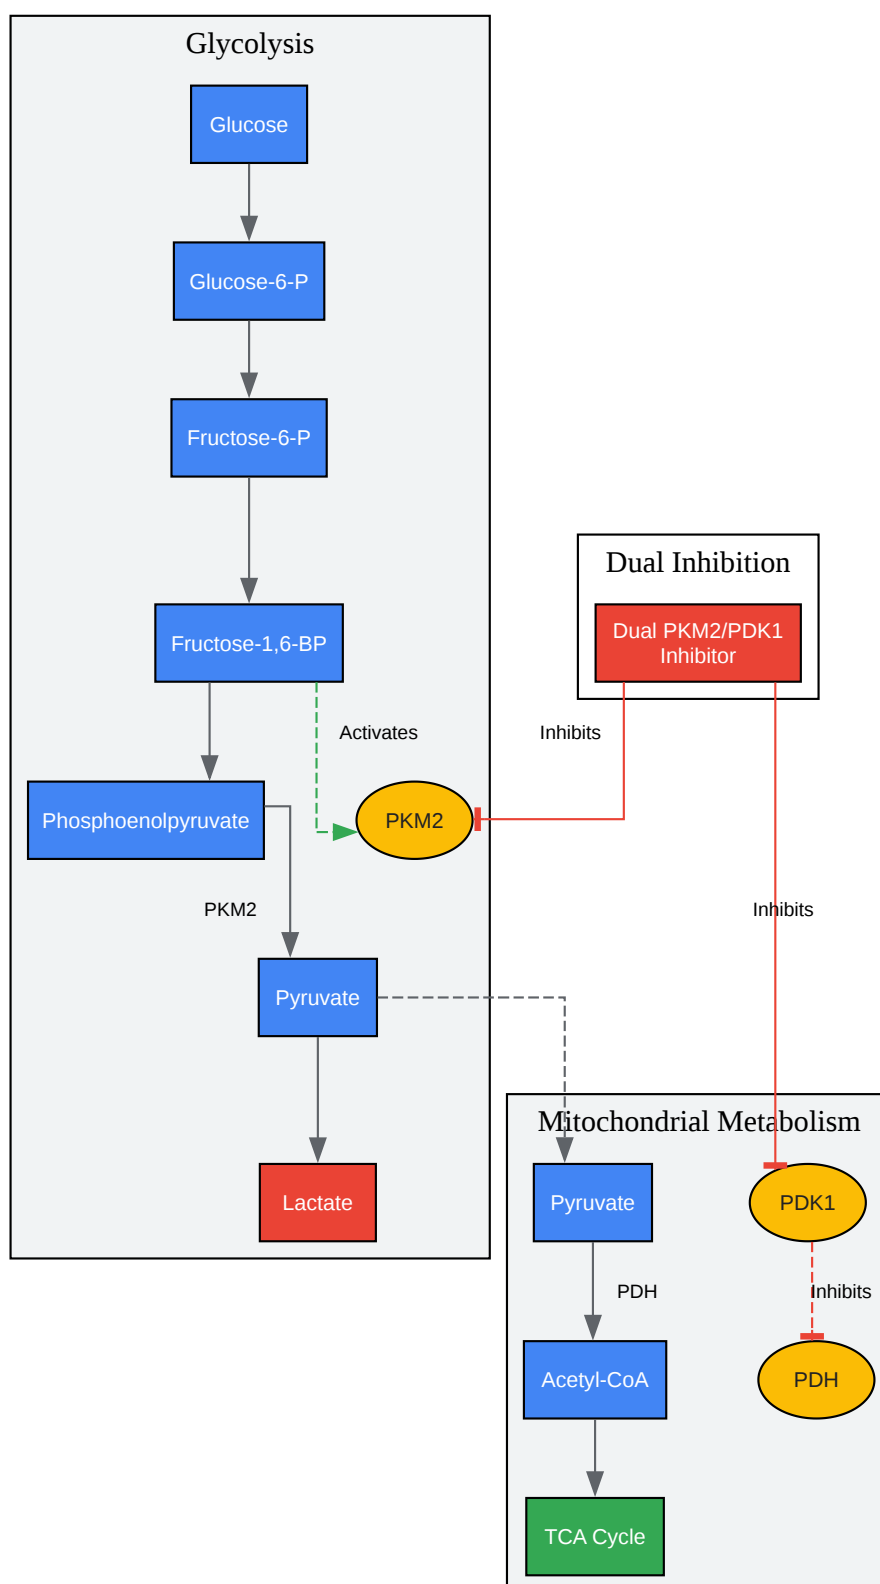 Glycolysis
Glucose
Glucose-6-P
Fructose-6-P
Dual Inhibition
Dual PKM2/PDK1
Inhibitor
Fructose-1,6-BP
Activates
Inhibits
Phosphoenolpyruvate
PKM2
PKM2
Inhibits
Pyruvate
Mitochondrial Metabolism
Lactate
Pyruvate
PDK1
PDH
Inhibits
Acetyl-CoA
PDH
TCA Cycle